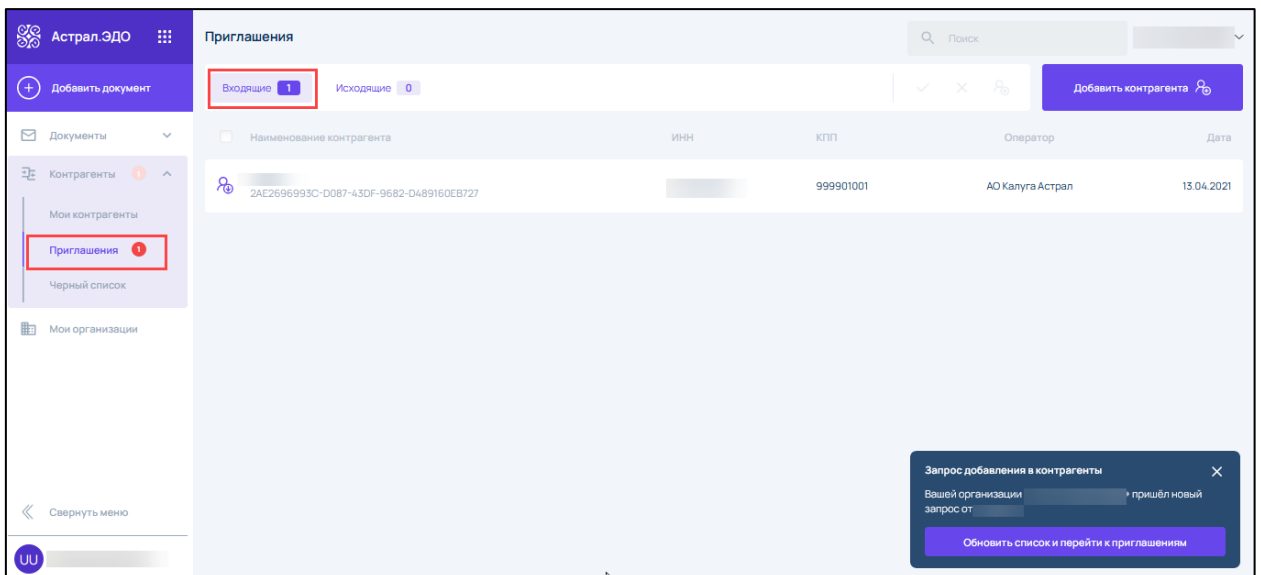 Астрал.ЭДО
Приглашения
Поиск
Добавить документ
Входящие 1
Исходящие 0
Добавить контрагента
Документы
Наименование контрагента
ИНН
КПП
Оператор
Дата
Контрагенты 1
2AE2696993C-D087-43DF-9682-D489160EB727
999901001
АО Калуга Астрал
13.04.2021
Мои контрагенты
Приглашения 1
Черный список
Мои организации
Запрос добавления в контрагенты
Вашей организации пришёл новый
запрос от
Обновить список и перейти к приглашениям
Свернуть меню
UU